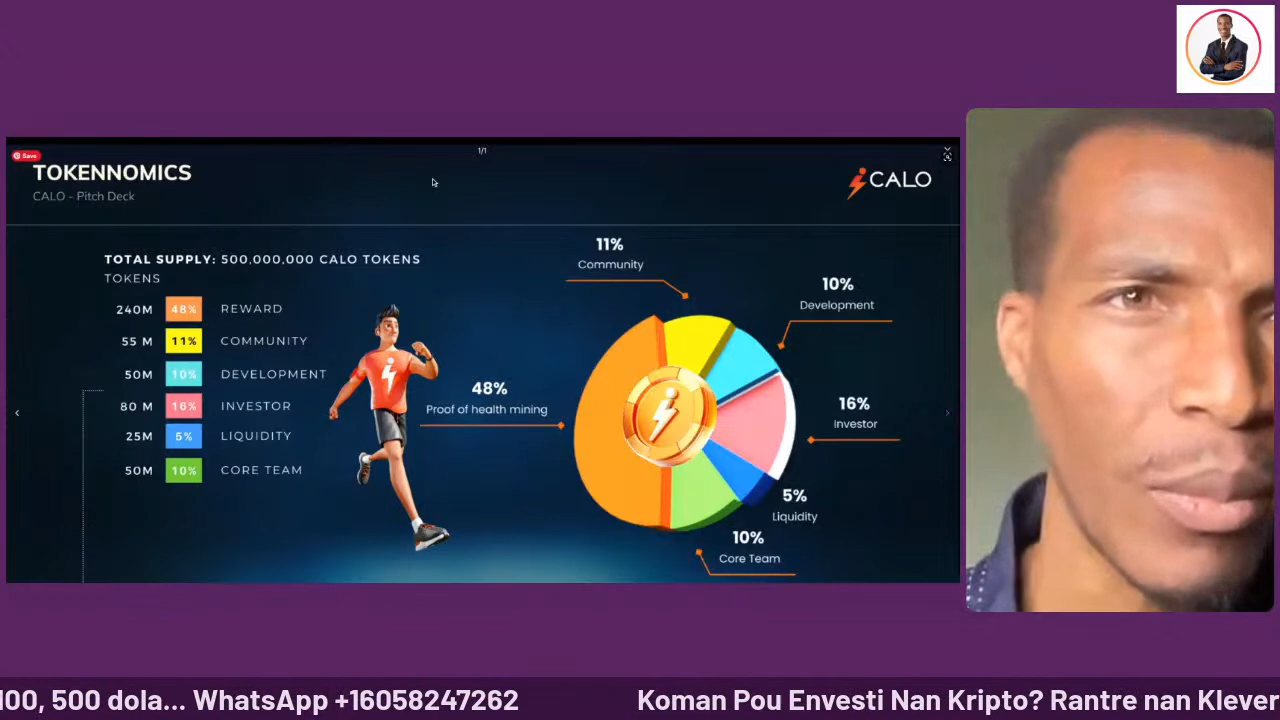 Save
1/1
TOKENNOMICS
CALO - Pitch Deck
CALO
TOTAL SUPPLY: 500,000,000 CALO TOKENS
TOKENS
240M 48% REWARD
55 M 11% COMMUNITY
50M 10% DEVELOPMENT
80 M 16% INVESTOR
25M 5% LIQUIDITY
50M 10% CORE TEAM
11%
Community
10%
Development
48%
Proof of health mining
16%
Investor
5%
Liquidity
10%
Core Team
100, 500 dola... WhatsApp +16058247262 Koman Pou Envesti Nan Kripto? Rantre nan Klever